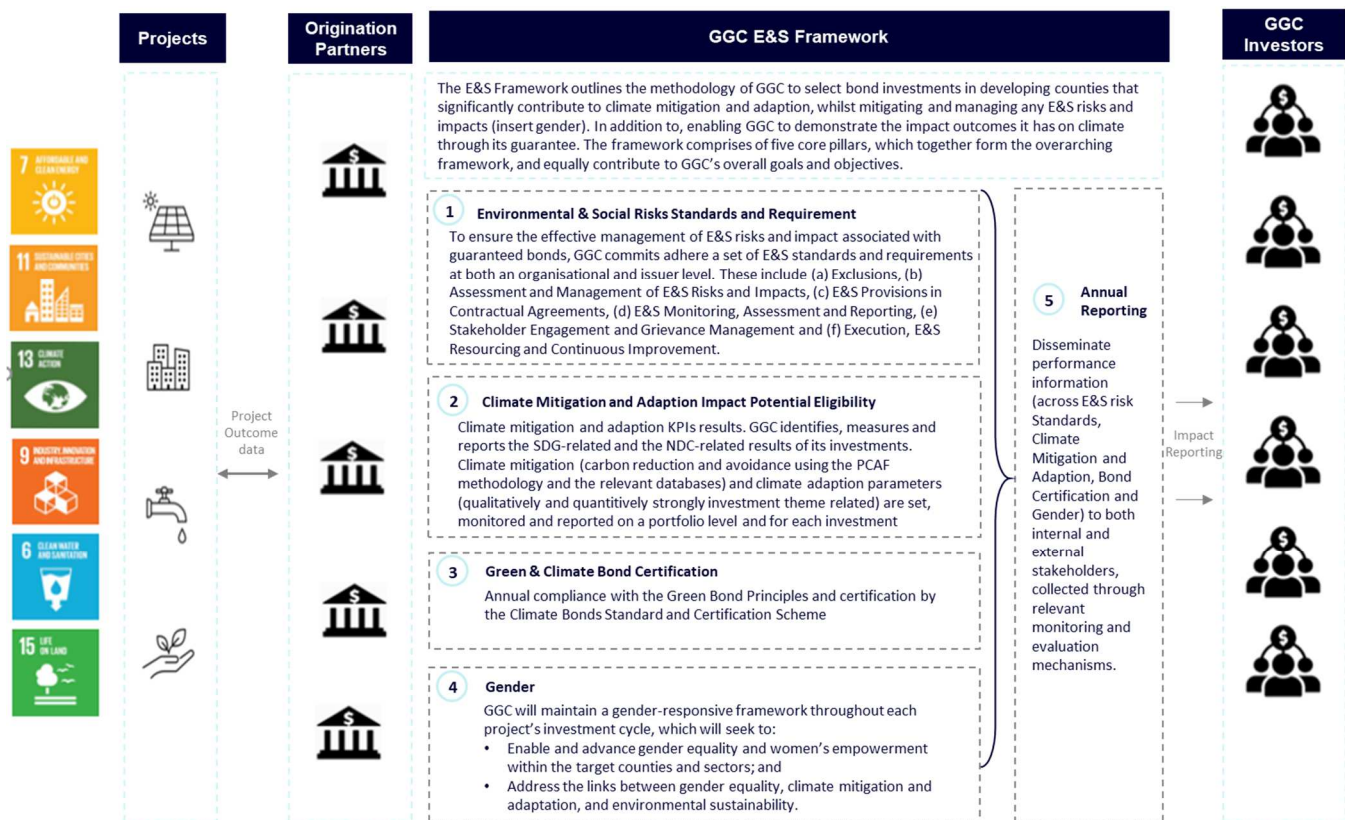 Projects
Origination
Partners
GGC E&S Framework
GGC
Investors
The E&S Framework outlines the methodology of GGC to select bond investments in developing counties that
significantly contribute to climate mitigation and adaption, whilst mitigating and managing any E&S risks and
impacts (insert gender). In addition to, enabling GGC to demonstrate the impact outcomes it has on climate
through its guarantee. The framework comprises of five core pillars, which together form the overarching
framework, and equally contribute to GGC's overall goals and objectives.
7 AFFORDABLE AND
CLEAN ENERGY
11 SUSTAINABLE CITIES
AND COMMUNITIES
13 CLIMATE
ACTION
9 INDUSTRY, INNOVATION
AND INFRASTRUCTURE
6 CLEAN WATER
AND SANITATION
15 LIFE
ON LAND
Project
Outcome
data
1 Environmental & Social Risks Standards and Requirement
To ensure the effective management of E&S risks and impact associated with
guaranteed bonds, GGC commits adhere a set of E&S standards and requirements
at both an organisational and issuer level. These include (a) Exclusions, (b)
Assessment and Management of E&S Risks and Impacts, (c) E&S Provisions in
Contractual Agreements, (d) E&S Monitoring, Assessment and Reporting, (e)
Stakeholder Engagement and Grievance Management and (f) Execution, E&S
Resourcing and Continuous Improvement.
2 Climate Mitigation and Adaption Impact Potential Eligibility
Climate mitigation and adaption KPIs results. GGC identifies, measures and
reports the SDG-related and the NDC-related results of its investments.
Climate mitigation (carbon reduction and avoidance using the PCAF
methodology and the relevant databases) and climate adaption parameters
(qualitatively and quantitively strongly investment theme related) are set,
monitored and reported on a portfolio level and for each investment
3 Green & Climate Bond Certification
Annual compliance with the Green Bond Principles and certification by
the Climate Bonds Standard and Certification Scheme
4 Gender
GGC will maintain a gender-responsive framework throughout each
project's investment cycle, which will seek to:
• Enable and advance gender equality and women's empowerment
within the target counties and sectors; and
• Address the links between gender equality, climate mitigation and
adaptation, and environmental sustainability.
5 Annual
Reporting
Disseminate
performance
information
(across E&S risk
Standards,
Climate
Mitigation and
Adaption, Bond
Certification and
Gender) to both
internal and
external
stakeholders,
collected through
relevant
monitoring and
evaluation
mechanisms.
Impact
Reporting